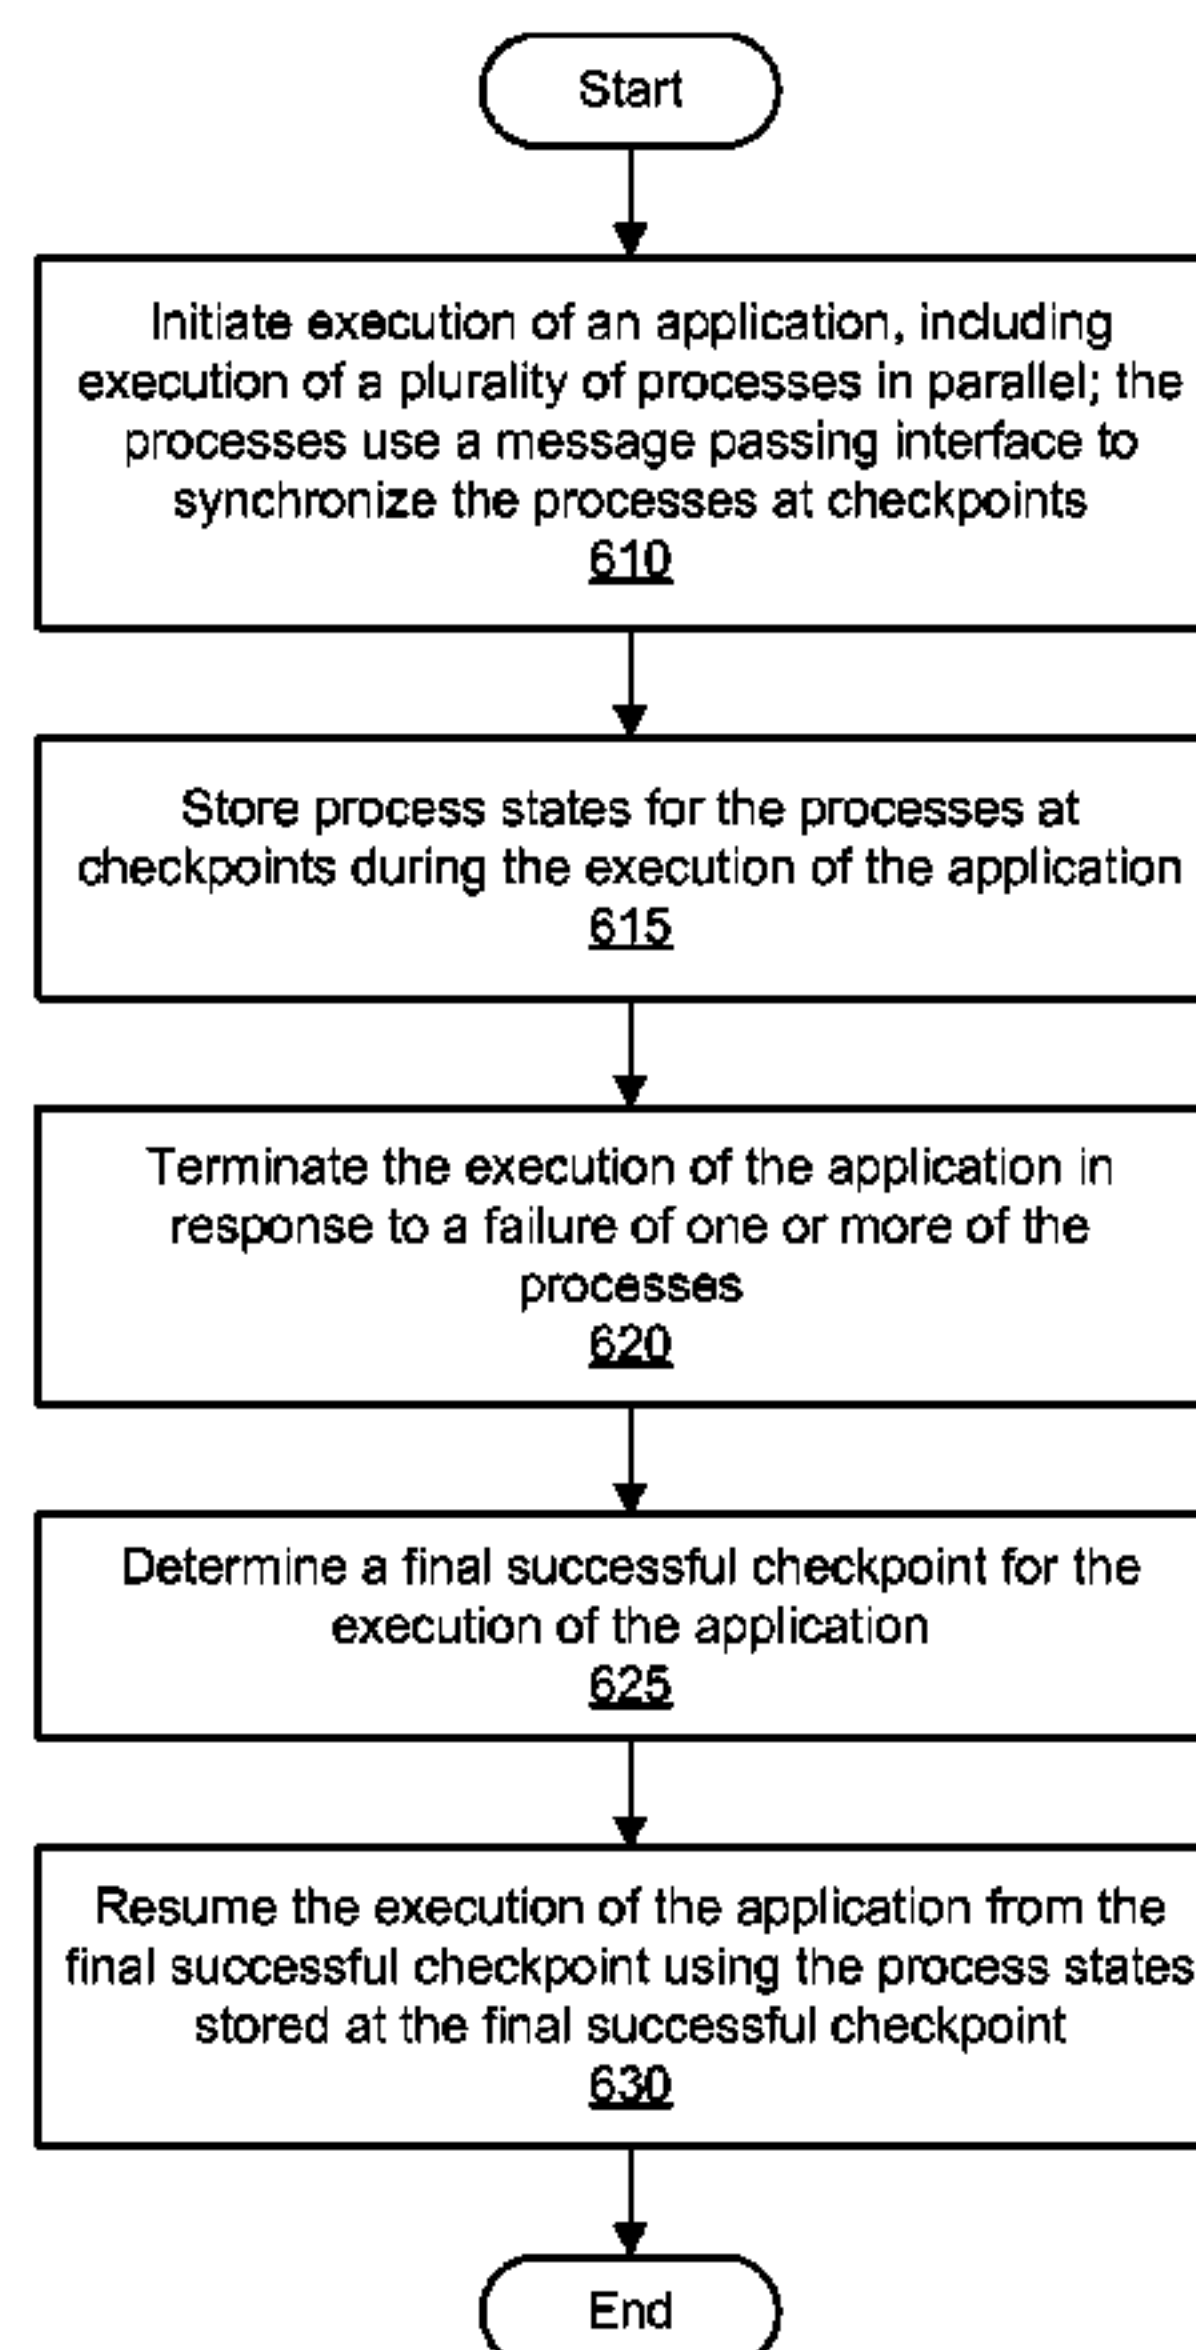 Start
Initiate execution of an application, including
execution of a plurality of processes in parallel; the
processes use a message passing interface to
synchronize the processes at checkpoints
610
Store process states for the processes at
checkpoints during the execution of the application
615
Terminate the execution of the application in
response to a failure of one or more of the
processes
620
Determine a final successful checkpoint for the
execution of the application
625
Resume the execution of the application from the
final successful checkpoint using the process states
stored at the final successful checkpoint
630
End